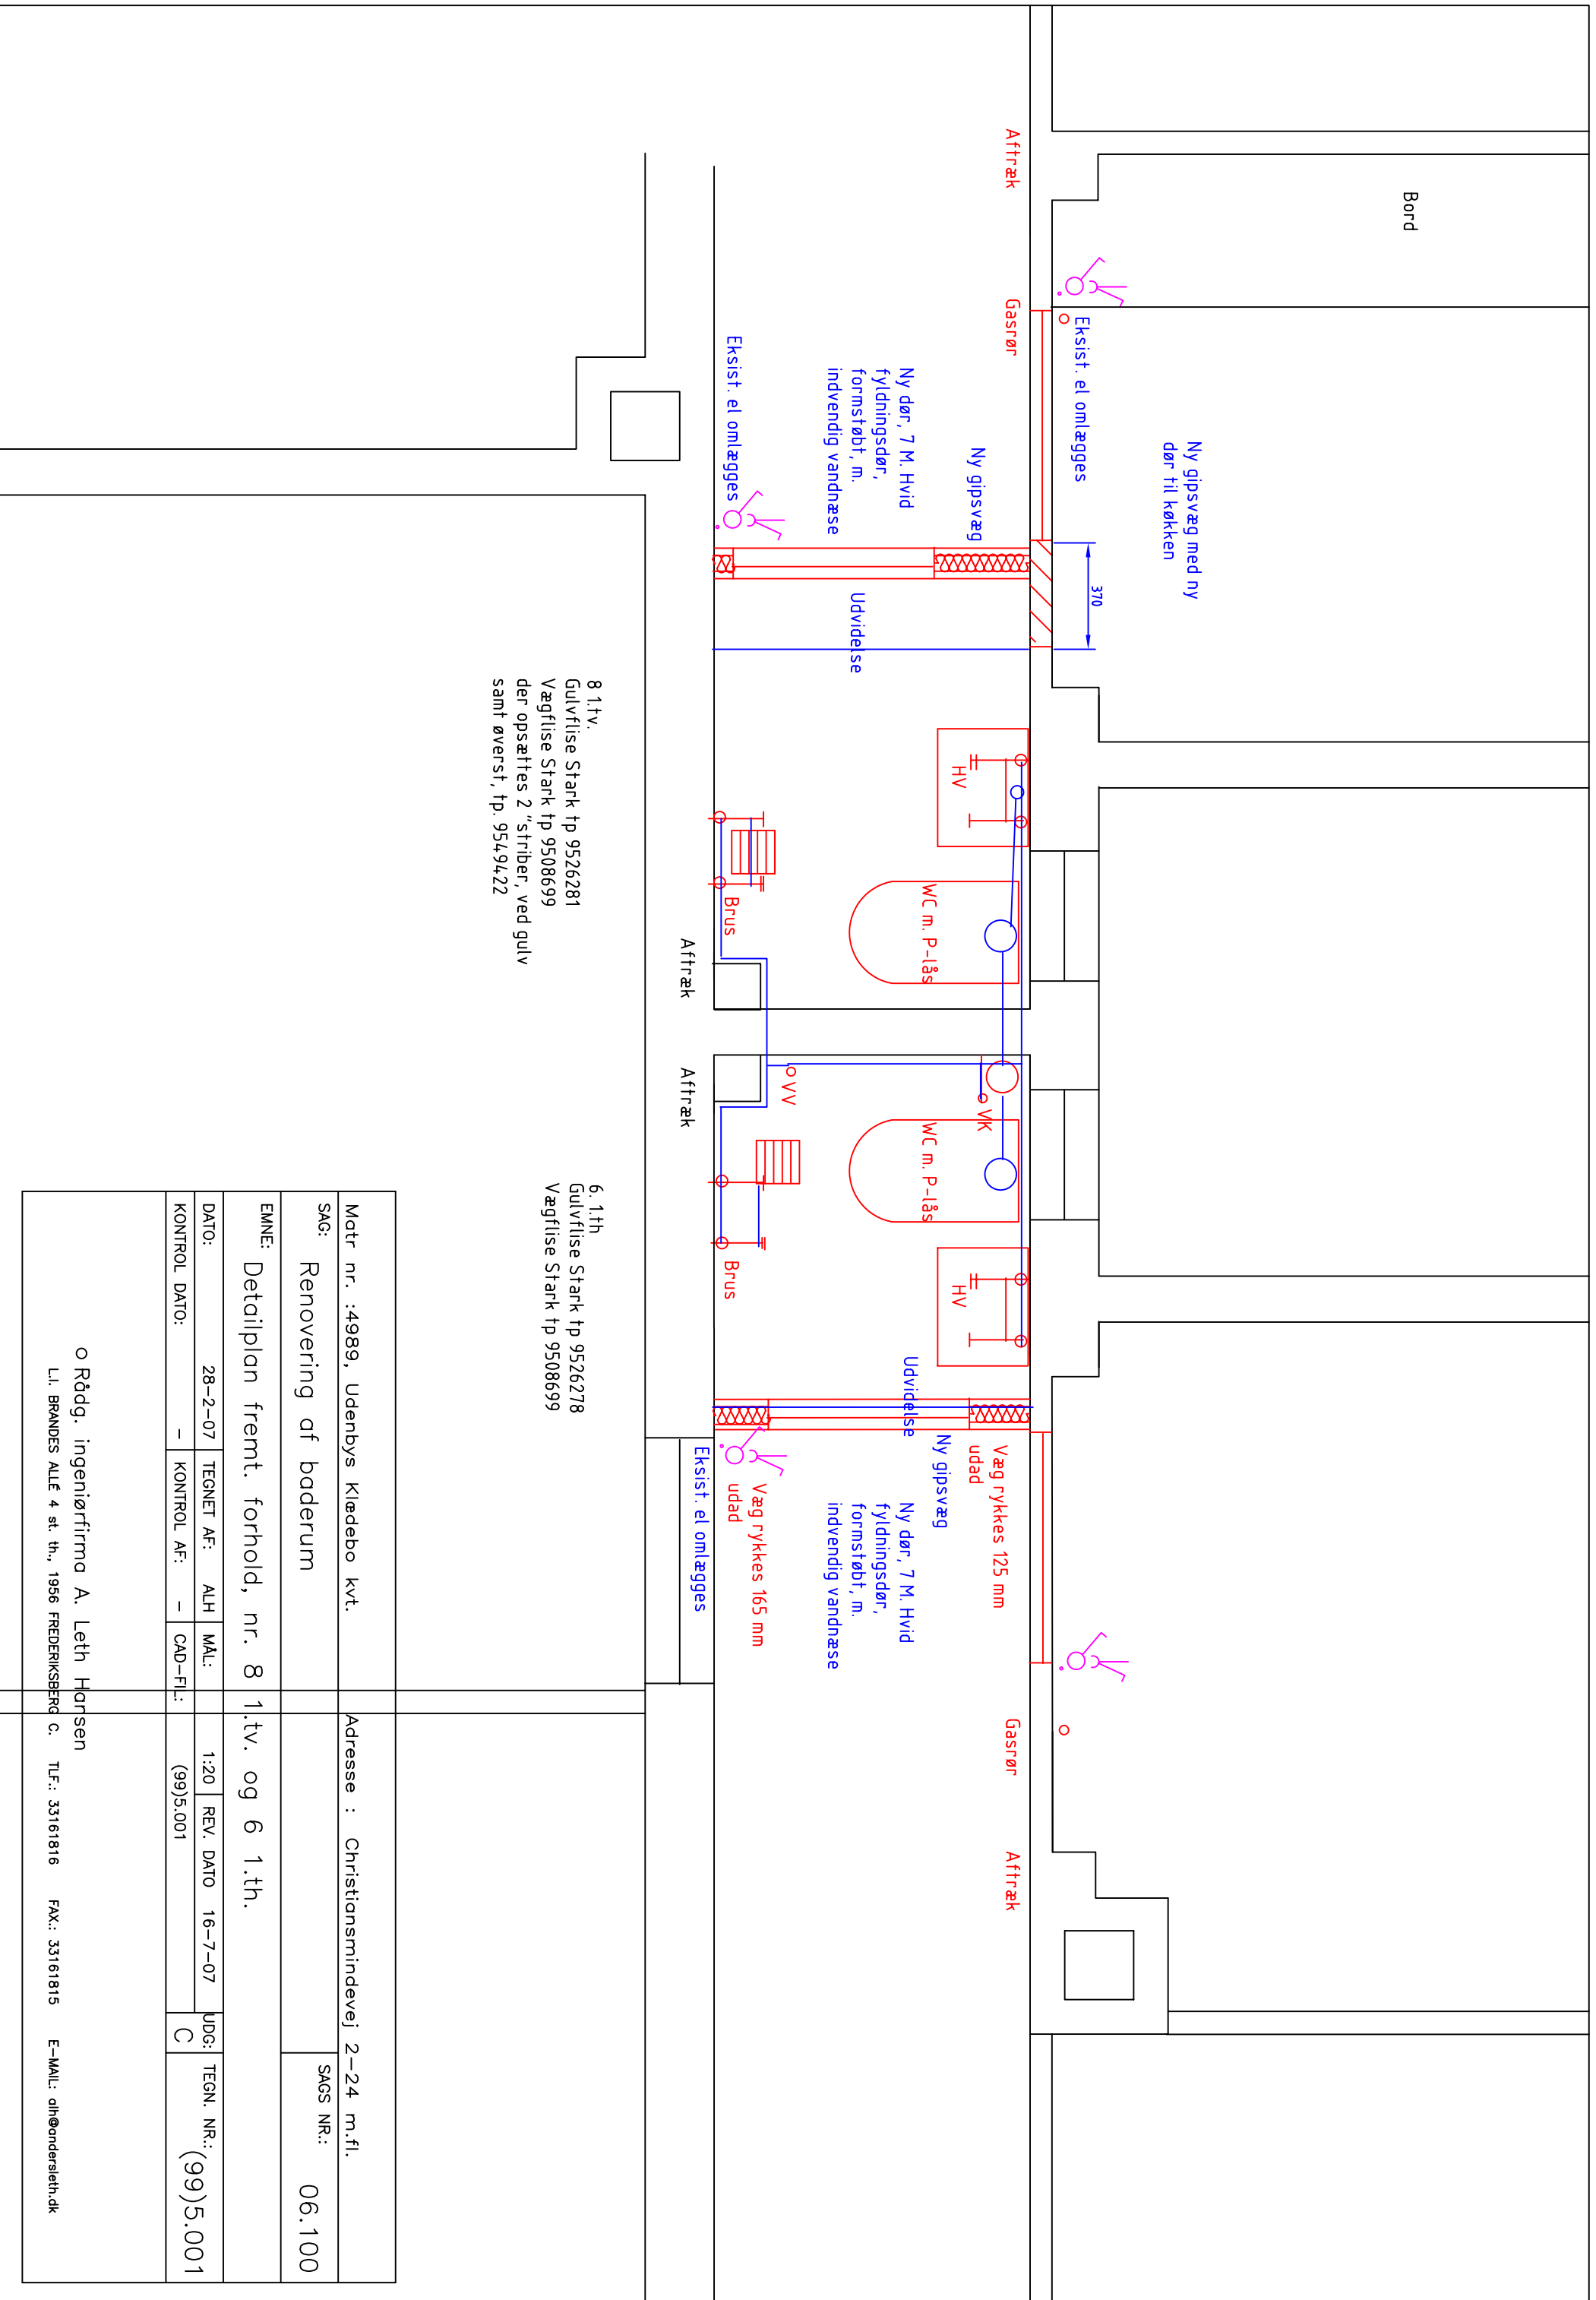 Bord
Ny gipsvæg med ny
dør til køkken
Aftræk
Gasrør
Eksist. el omlægges
370
Gasrør
Aftræk
Ny gipsvæg
Ny dør, 7 M. Hvid
fyldningsdør,
formstøbt, m.
indvendig vandnæse
Eksist. el omlægges
Udvidelse
HV
WC m. P-lås
Brus
Aftræk
VK
VV
Aftræk
WC m. P-lås
HV
Brus
Udvidelse
Væg rykkes 125 mm
udad
Ny gipsvæg
Ny dør, 7 M. Hvid
fyldningsdør,
formstøbt, m.
indvendig vandnæse
Væg rykkes 165 mm
udad
Eksist. el omlægges
8 1.tv.
Gulvflise Stark tp 9526281
Vægflise Stark tp 9508699
der opsættes 2 "striber, ved gulv
samt øverst, tp. 9549422
6. 1.th
Gulvflise Stark tp 9526278
Vægflise Stark tp 9508699
Matr nr. :4989, Udenbys Klædebo kvt. Adresse : Christiansmindevej 2-24 m.fl.
SAG: Renovering af baderum SAGS NR.: 06.100
EMNE: Detailplan fremt. forhold, nr. 8 1.tv. og 6 1.th.
DATO: 28-2-07 TEGNET AF: ALH MÅL: 1:20 REV. DATO 16-7-07 UDG: C TEGN. NR.: (99)5.001
KONTROL DATO: - KONTROL AF: - CAD-FIL: (99)5.001
O Rådg. ingeniørfirma A. Leth Hansen
L.I. BRANDES ALLÉ 4 st. th., 1956 FREDERIKSBERG C. TLF.: 33161816 FAX.: 33161815 E-MAIL: alh@andersleth.dk